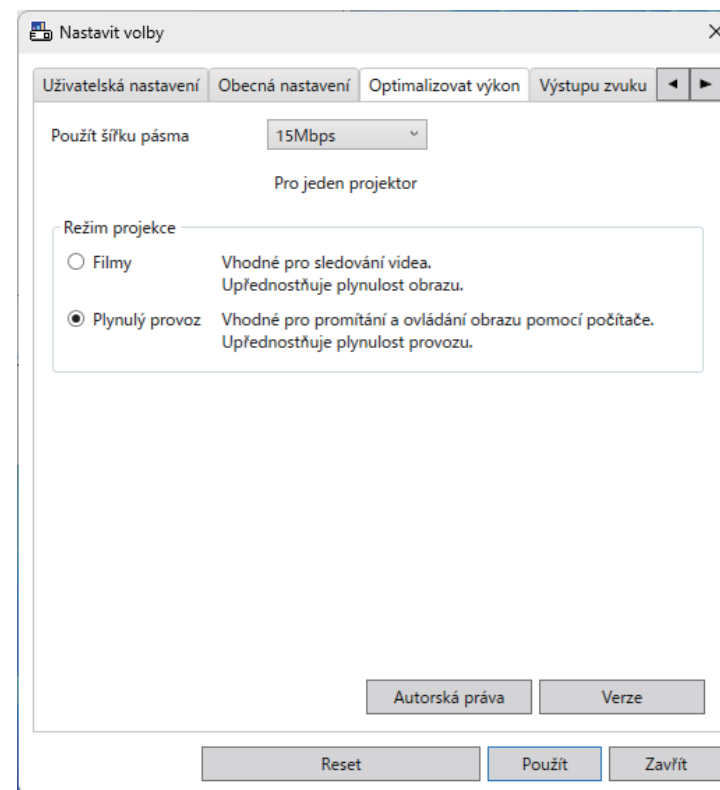 Nastavit volby
Uživatelská nastavení Obecná nastavení Optimalizovat výkon Výstupu zvuku
Použít šířku pásma 15Mbps
Pro jeden projektor
Režim projekce
Filmy Vhodné pro sledování videa.
Upřednostňuje plynulost obrazu.
Plynulý provoz Vhodné pro promítání a ovládání obrazu pomocí počítače.
Upřednostňuje plynulost provozu.
Autorská práva Verze
Reset Použít Zavřít